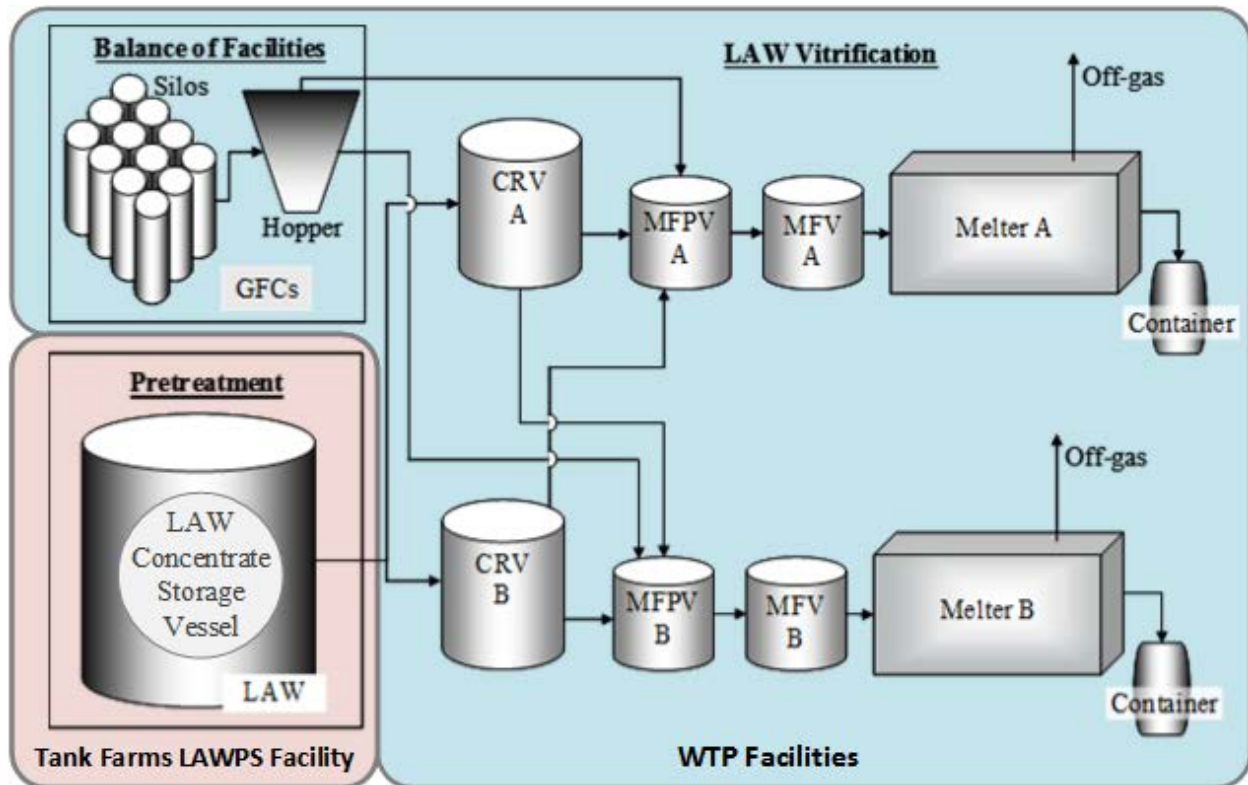 Balance of Facilities
Silos
Hopper
GFCs
LAW Vitrification
Off-gas
CRV
A
MFPV
A
MFV
A
Melter A
Container
Pretreatment
LAW
Concentrate
Storage
Vessel
LAW
Off-gas
CRV
B
MFPV
B
MFV
B
Melter B
Container
Tank Farms LAWPS Facility
WTP Facilities